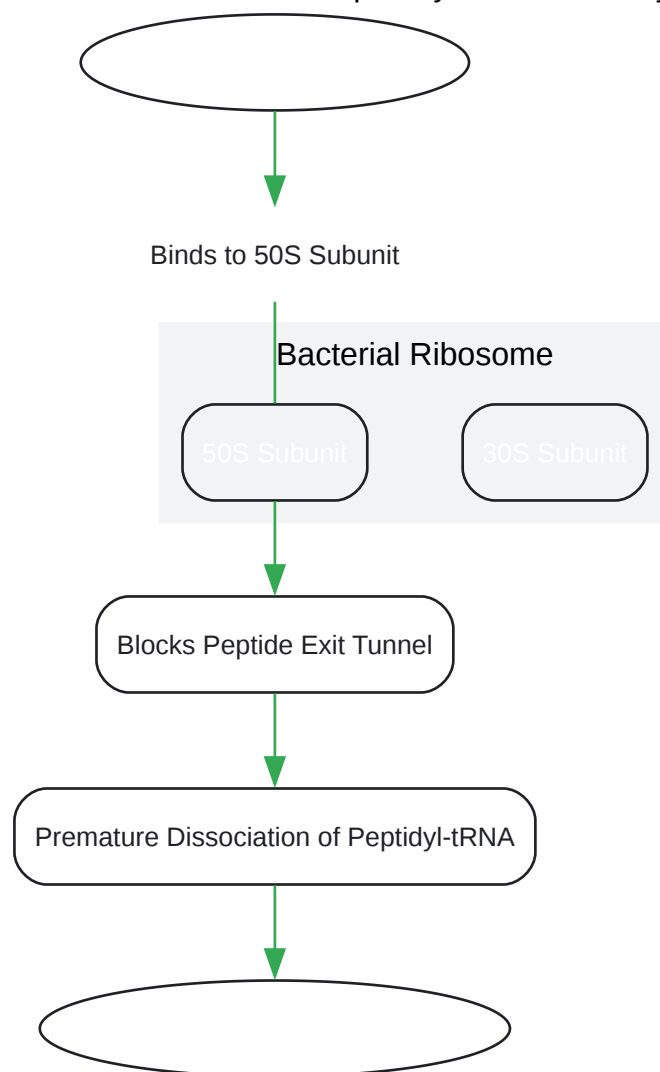 Binds to 50S Subunit
Bacterial Ribosome
50S Subunit
30S Subunit
Blocks Peptide Exit Tunnel
Premature Dissociation of Peptidyl-tRNA